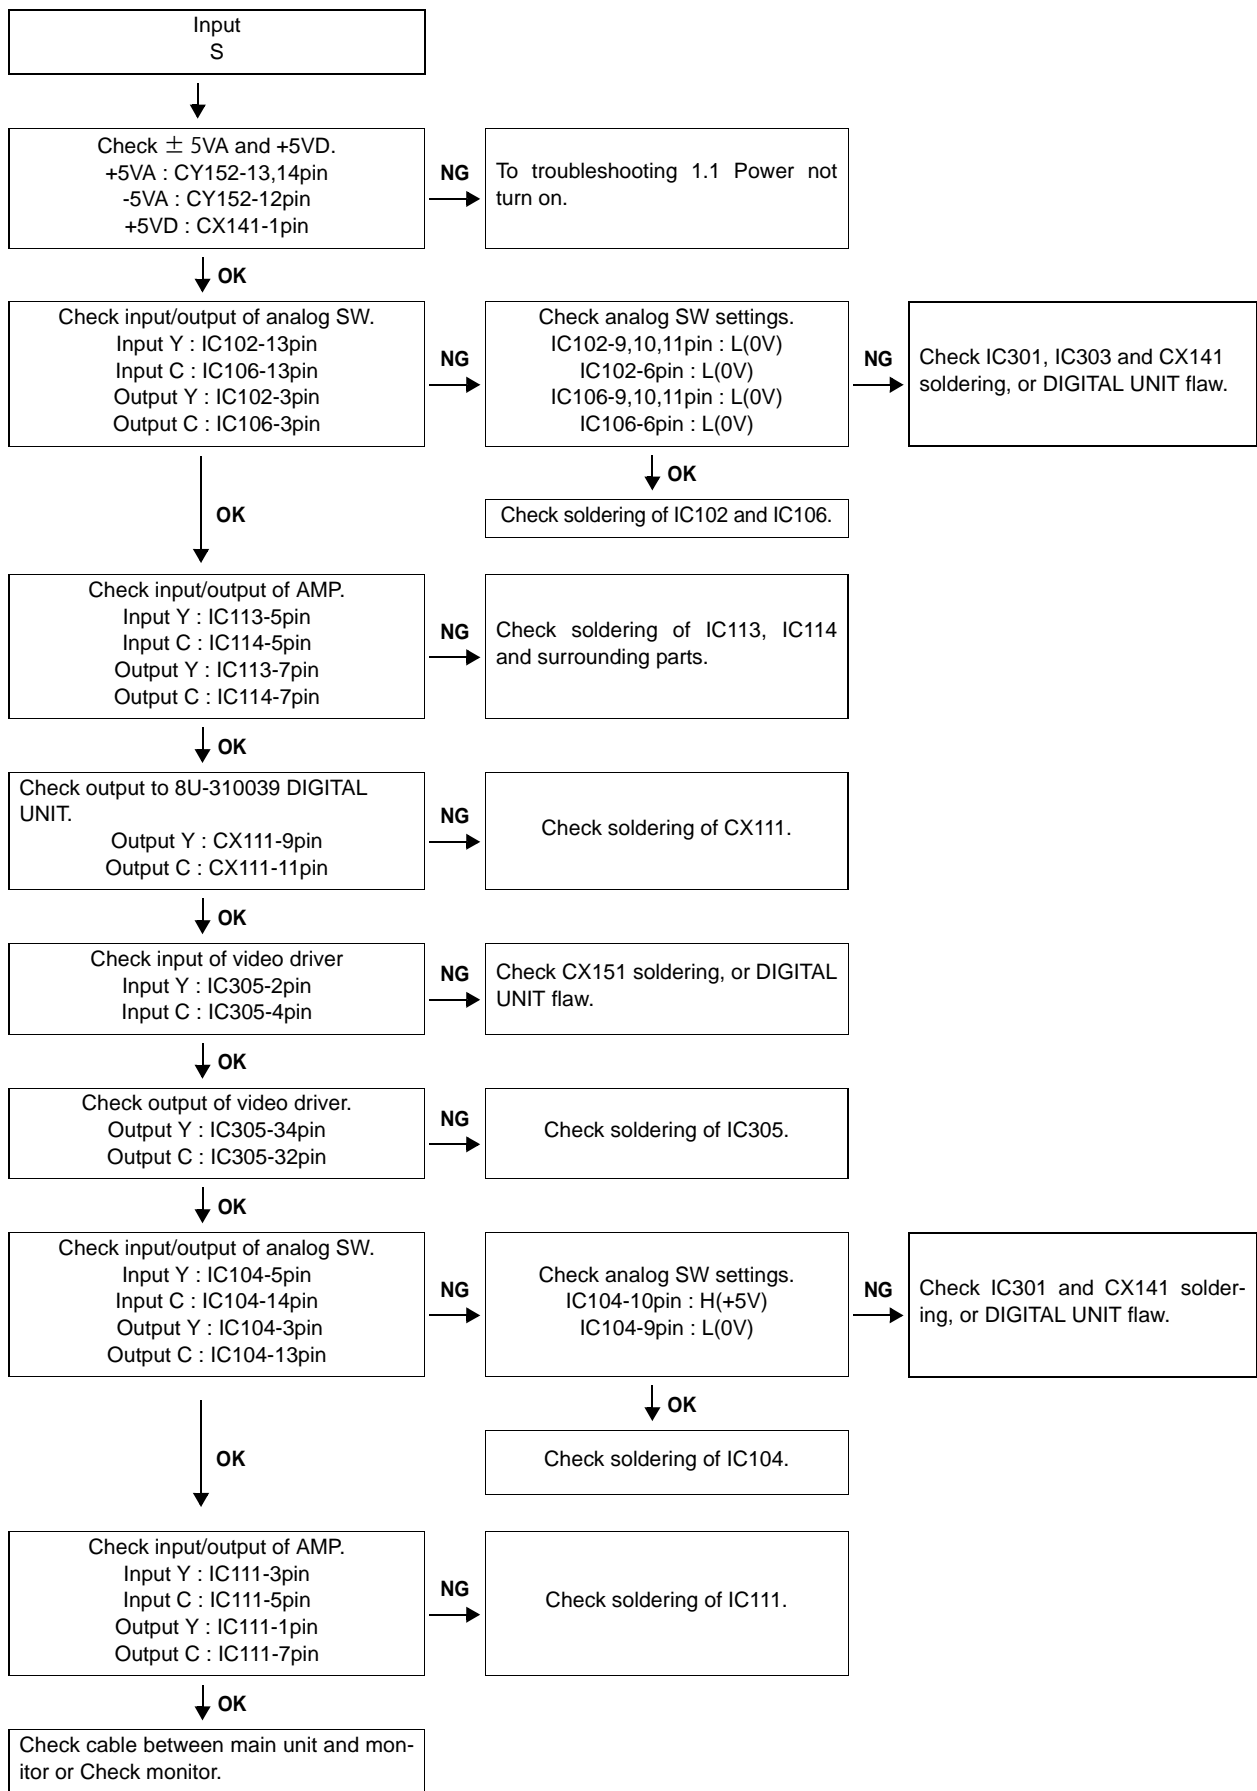 Input
S
Check ± 5VA and +5VD.
+5VA : CY152-13,14pin
-5VA : CY152-12pin
+5VD : CX141-1pin
NG
To troubleshooting 1.1 Power not
turn on.
OK
Check input/output of analog SW.
Input Y : IC102-13pin
Input C : IC106-13pin
Output Y : IC102-3pin
Output C : IC106-3pin
NG
Check analog SW settings.
IC102-9,10,11pin : L(0V)
IC102-6pin : L(0V)
IC106-9,10,11pin : L(0V)
IC106-6pin : L(0V)
NG
Check IC301, IC303 and CX141
soldering, or DIGITAL UNIT flaw.
OK
Check soldering of IC102 and IC106.
OK
Check input/output of AMP.
Input Y : IC113-5pin
Input C : IC114-5pin
Output Y : IC113-7pin
Output C : IC114-7pin
NG
Check soldering of IC113, IC114
and surrounding parts.
OK
Check output to 8U-310039 DIGITAL
UNIT.
Output Y : CX111-9pin
Output C : CX111-11pin
NG
Check soldering of CX111.
OK
Check input of video driver
Input Y : IC305-2pin
Input C : IC305-4pin
NG
Check CX151 soldering, or DIGITAL
UNIT flaw.
OK
Check output of video driver.
Output Y : IC305-34pin
Output C : IC305-32pin
NG
Check soldering of IC305.
OK
Check input/output of analog SW.
Input Y : IC104-5pin
Input C : IC104-14pin
Output Y : IC104-3pin
Output C : IC104-13pin
NG
Check analog SW settings.
IC104-10pin : H(+5V)
IC104-9pin : L(0V)
NG
Check IC301 and CX141 solder-
ing, or DIGITAL UNIT flaw.
OK
Check soldering of IC104.
OK
Check input/output of AMP.
Input Y : IC111-3pin
Input C : IC111-5pin
Output Y : IC111-1pin
Output C : IC111-7pin
NG
Check soldering of IC111.
OK
Check cable between main unit and mon-
itor or Check monitor.